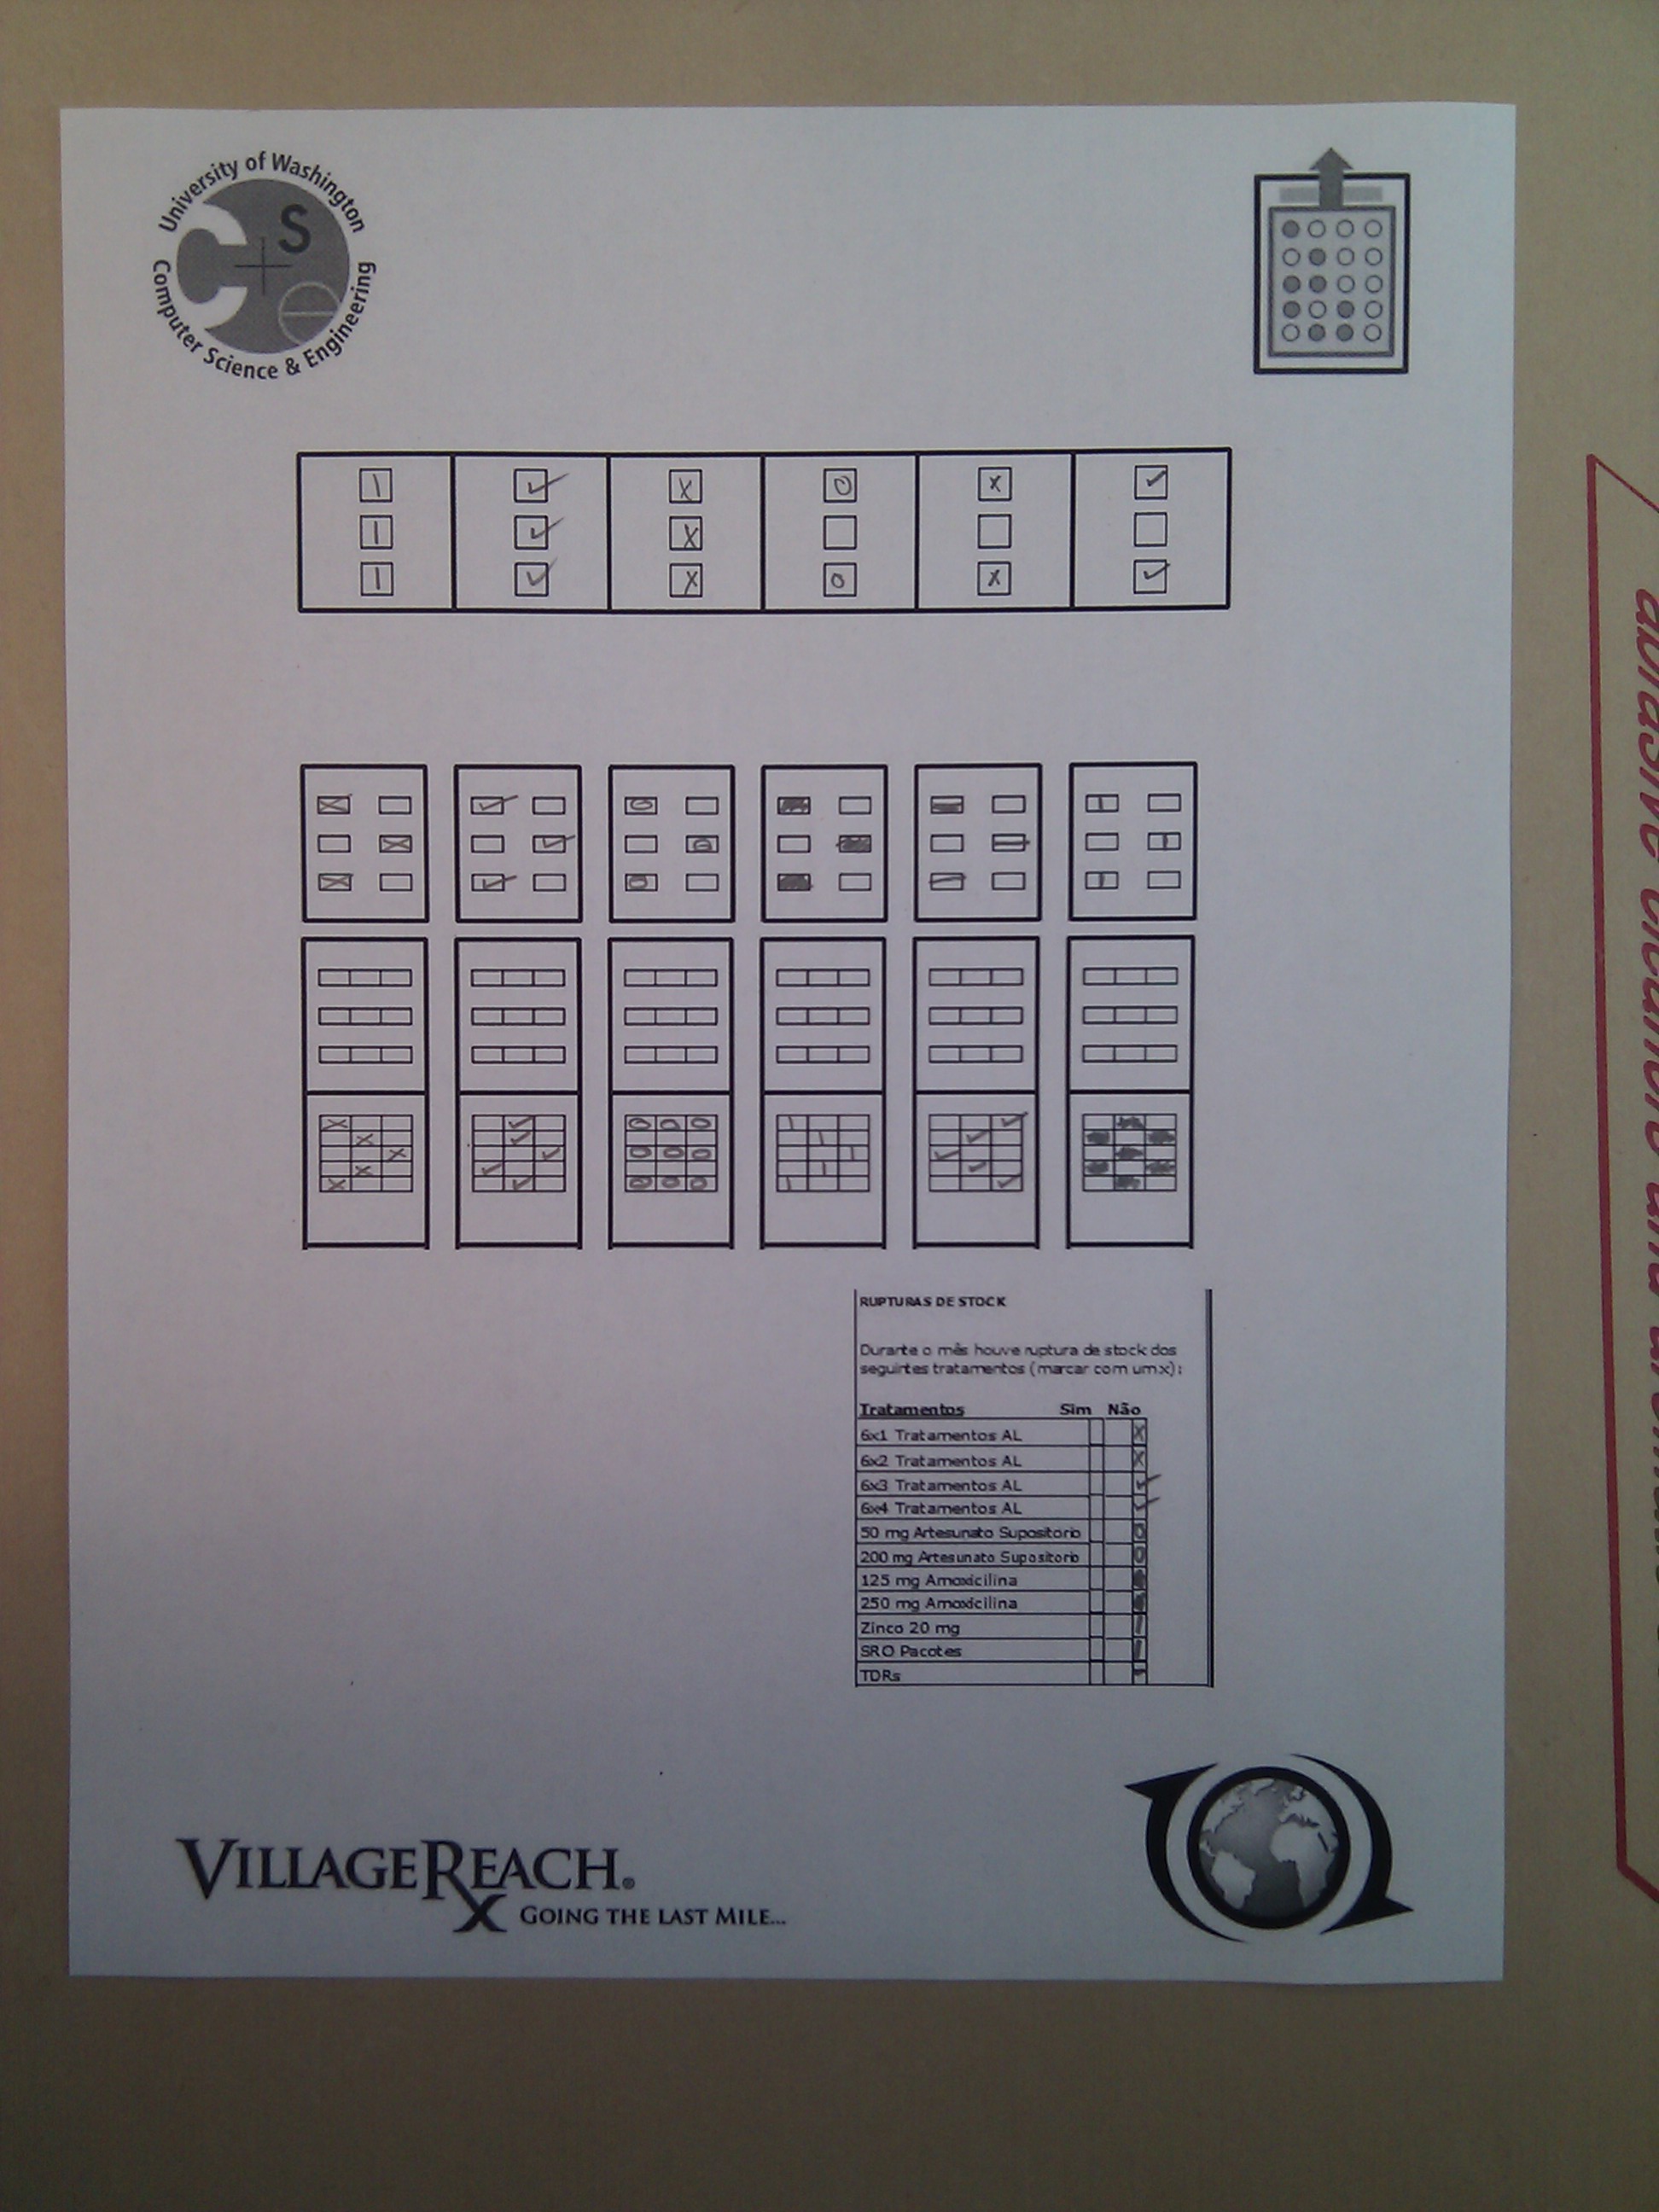 University of Washington
Computer Science & Engineering
C + S e
RUPTURAS DE STOCK
Durante o mês houve ruptura de stock dos
seguintes tratamentos (marcar com um x):
Tratamentos Sim Não
6x1 Tratamentos AL
6x2 Tratamentos AL
6x3 Tratamentos AL
6x4 Tratamentos AL
50 mg Artesunato Supositorio
200 mg Artesunato Supositorio
125 mg Amoxicilina
250 mg Amoxicilina
Zinco 20 mg
SRO Pacotes
TDRs
VILLAGEREACH®
GOING THE LAST MILE...